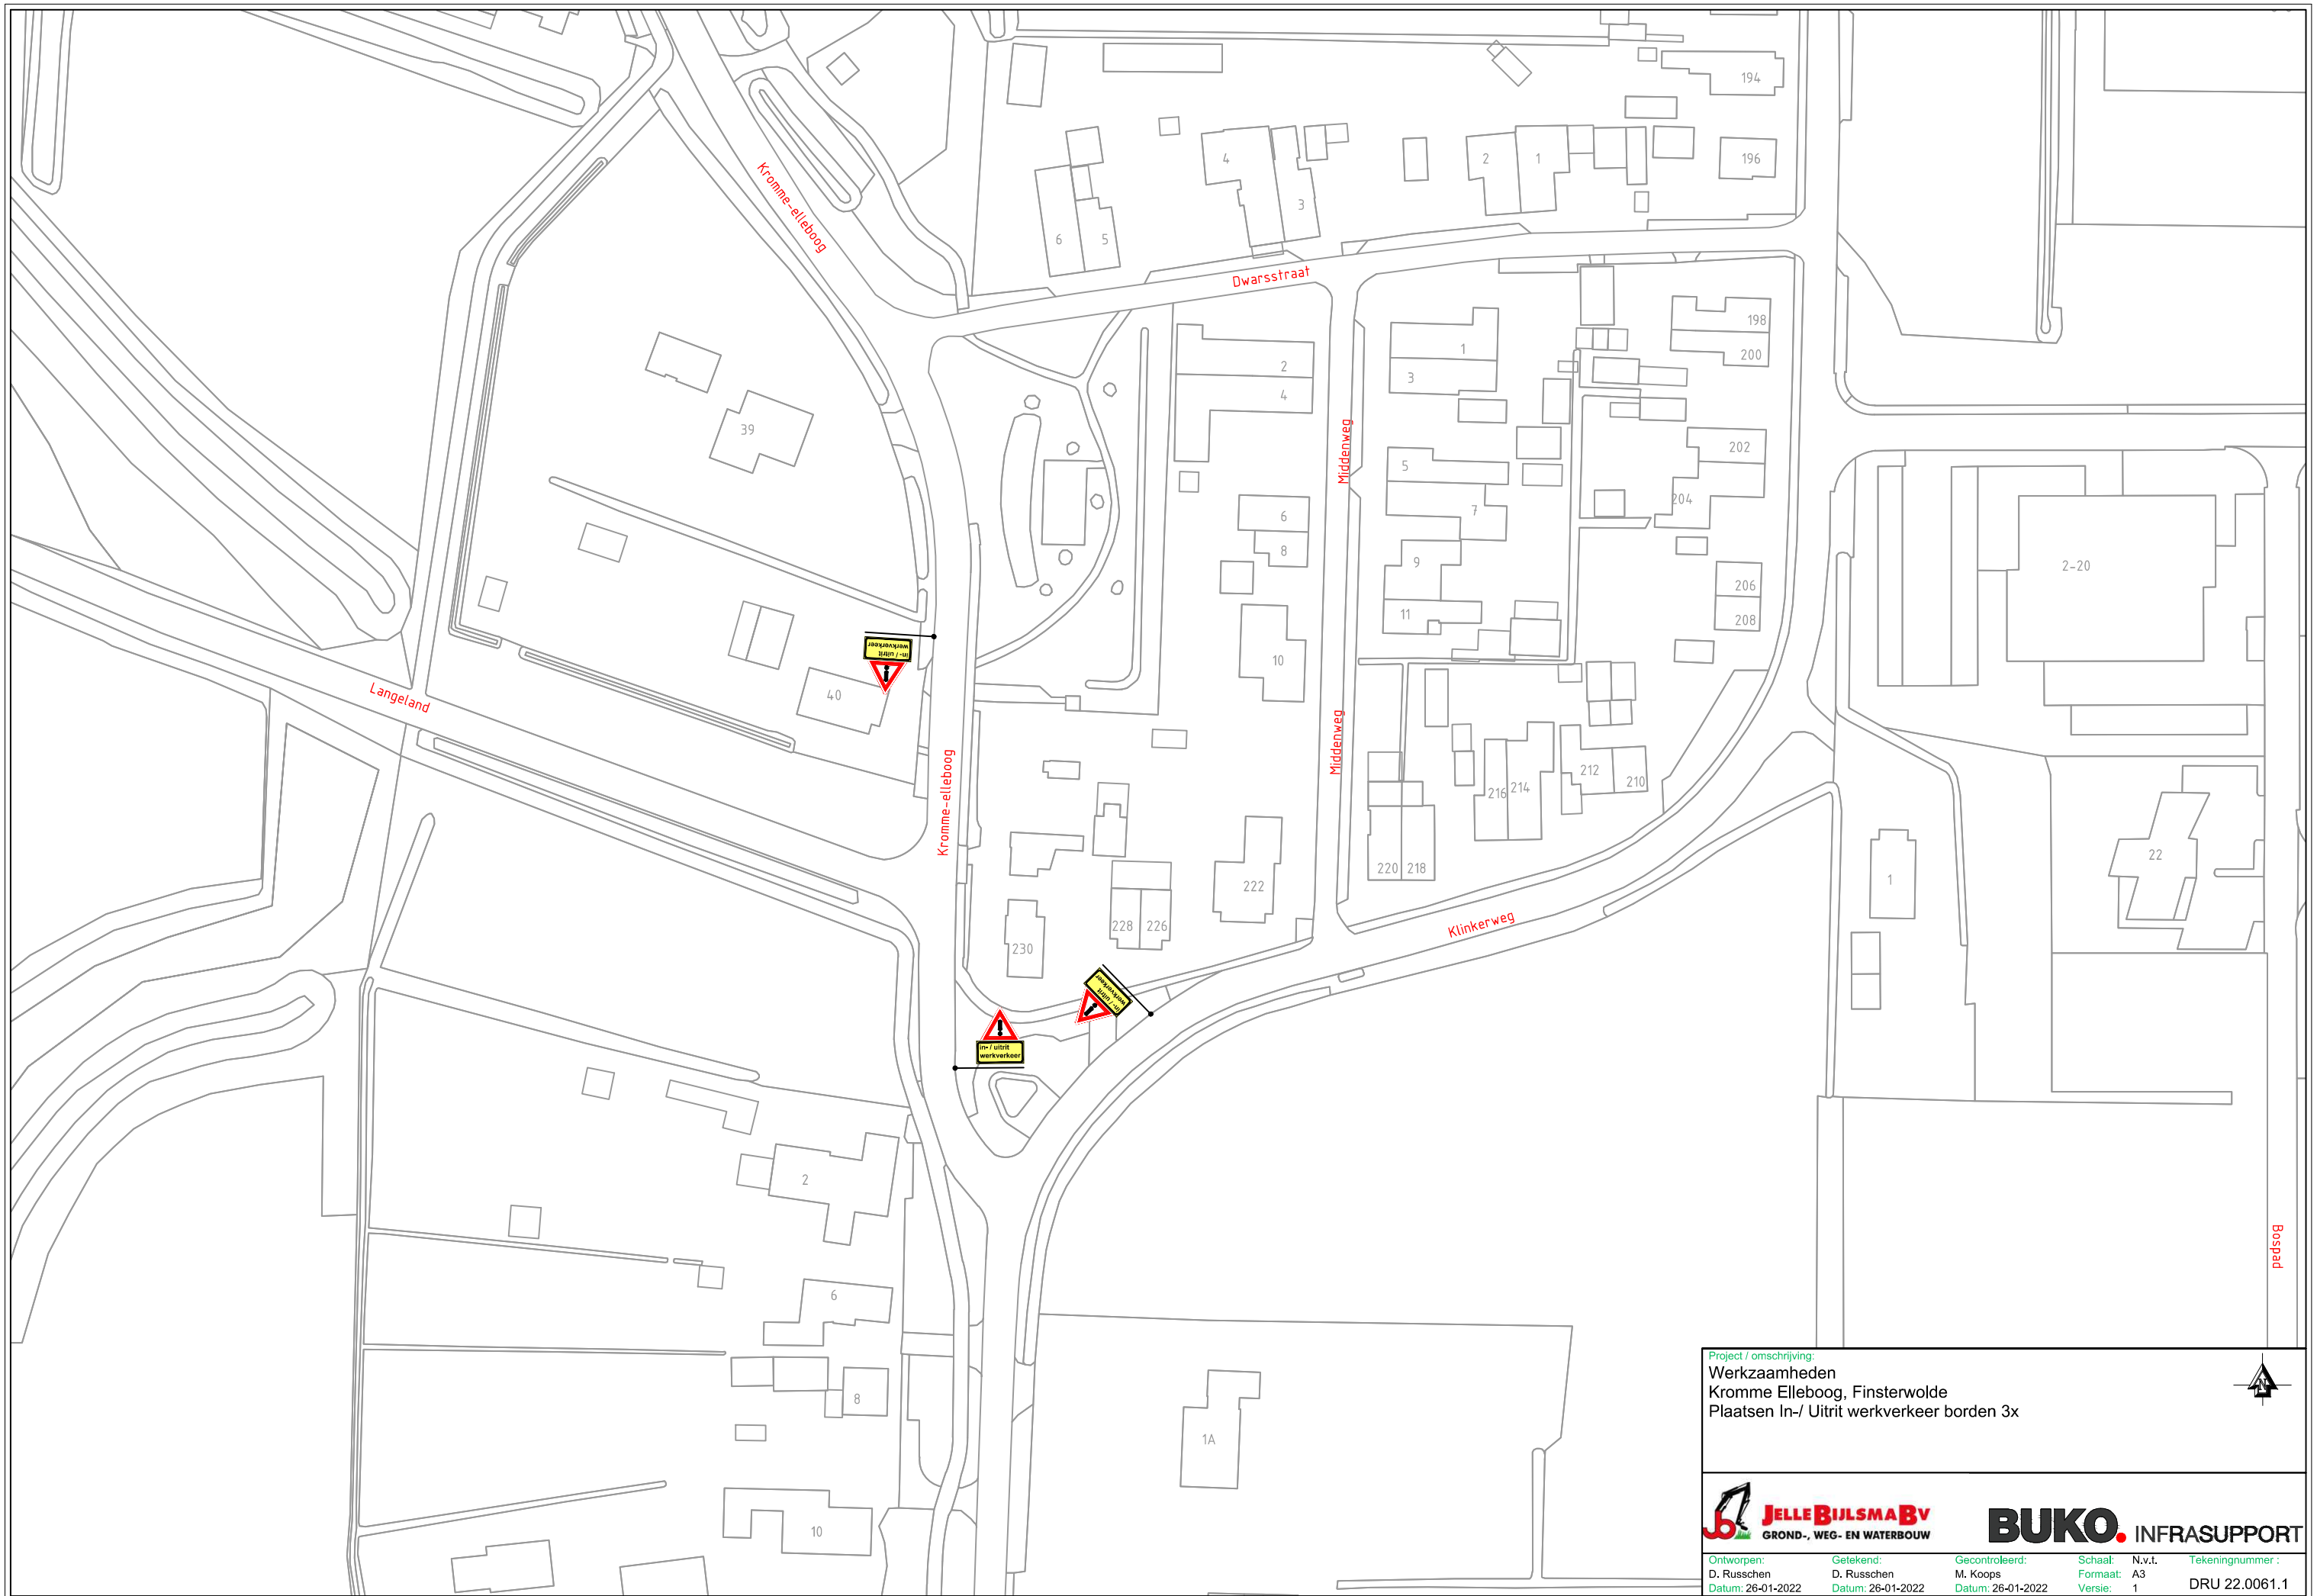 194
196
4
3
2
1
6
5
Kromme-elleboog
Dwarsstraat
198
200
1
3
2
4
39
Middenweg
5
7
202
204
6
8
9
11
206
208
2-20
in- / uitrit
werkverkeer
10
40
Langeland
Kromme-elleboog
Middenweg
212
210
216
214
220
218
222
1
22
228
226
230
Klinkerweg
in- / uitrit
werkverkeer
in- / uitrit
werkverkeer
2
6
8
10
1A
Bospad
Project / omschrijving:
Werkzaamheden
Kromme Elleboog, Finsterwolde
Plaatsen In-/ Uitrit werkverkeer borden 3x
N
JELLE BIJLSMA BV
GROND-, WEG- EN WATERBOUW
BUKO. INFRASUPPORT
Ontworpen: Getekend: Gecontroleerd: Schaal: N.v.t. Tekeningnummer :
D. Russchen D. Russchen M. Koops Formaat: A3
Datum: 26-01-2022 Datum: 26-01-2022 Datum: 26-01-2022 Versie: 1 DRU 22.0061.1